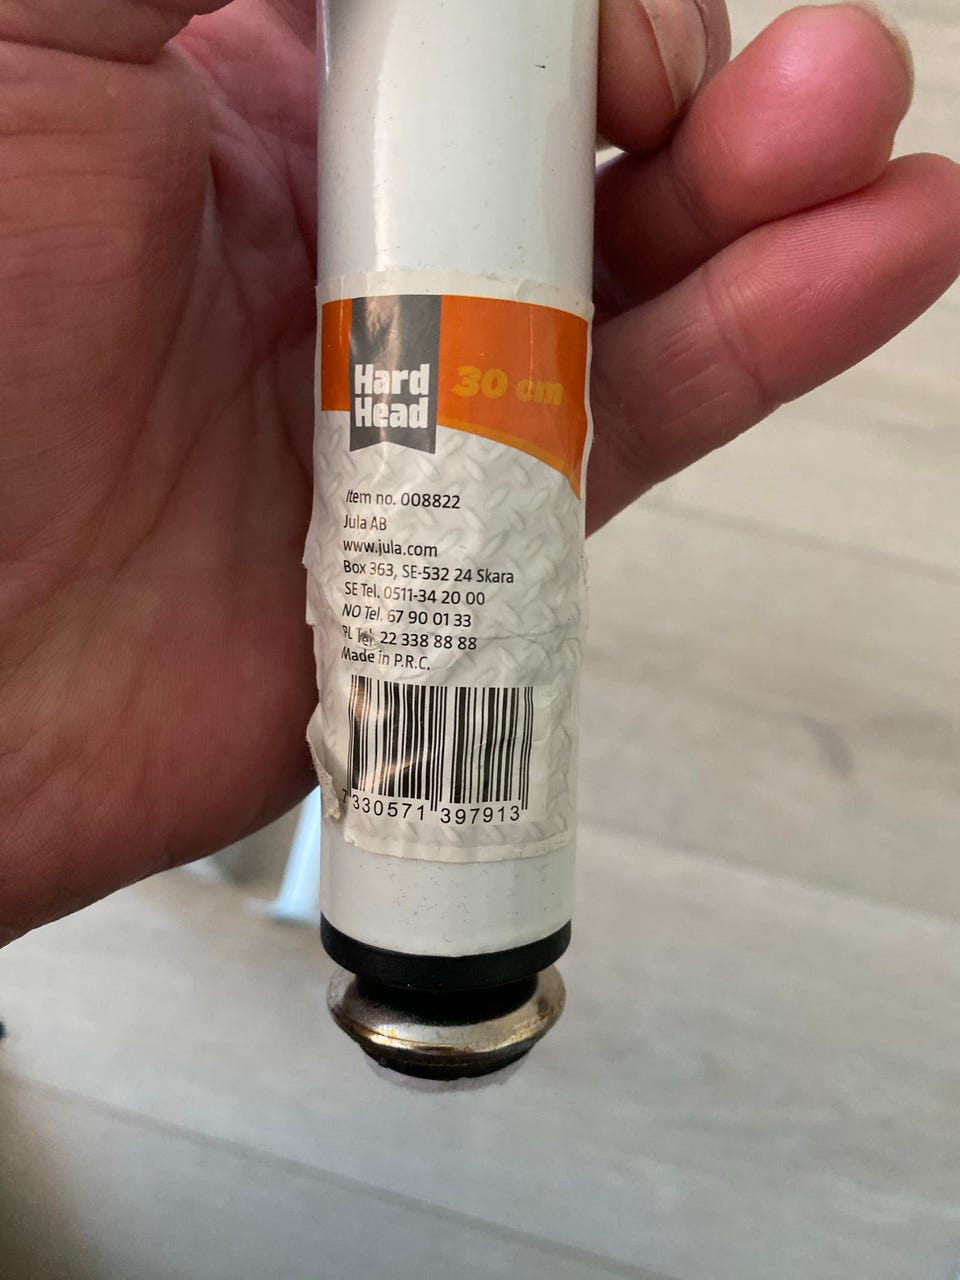 Hard
Head
30 cm
Item no. 008822
Jula AB
www.jula.com
Box 363, SE-532 24 Skara
SE Tel. 0511-34 20 00
NO Tel. 67 90 01 33
PL Tel. 22 338 88 88
Made in P.R.C.
7 330571 397913